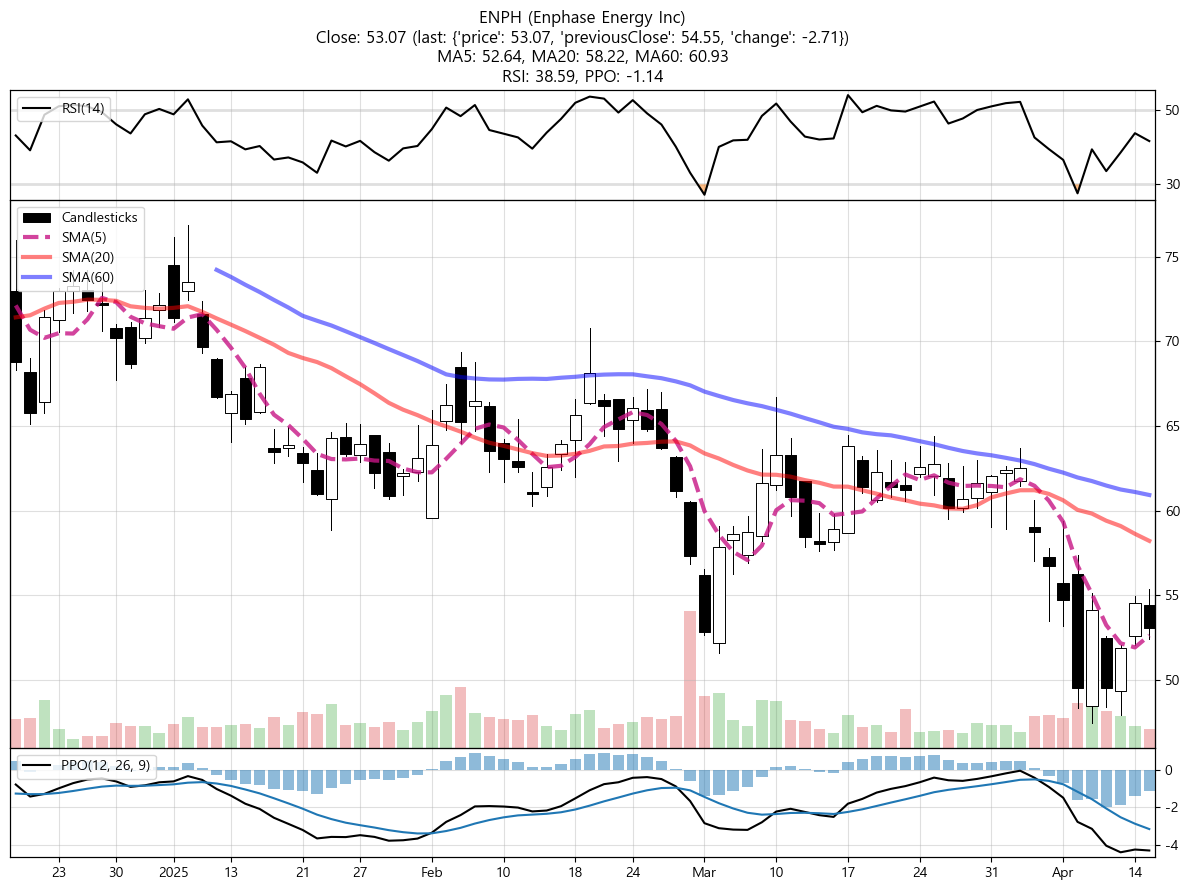 ENPH (Enphase Energy Inc)
Close: 53.07 (last: {'price': 53.07, 'previousClose': 54.55, 'change': -2.71})
MA5: 52.64, MA20: 58.22, MA60: 60.93
RSI: 38.59, PPO: -1.14
RSI(14)
50
30
Candlesticks
SMA(5)
SMA(20)
SMA(60)
75
70
65
60
55
50
PPO(12, 26, 9)
0
-2
-4
23 30 2025 13 21 27 Feb 10 18 24 Mar 10 17 24 31 Apr 14